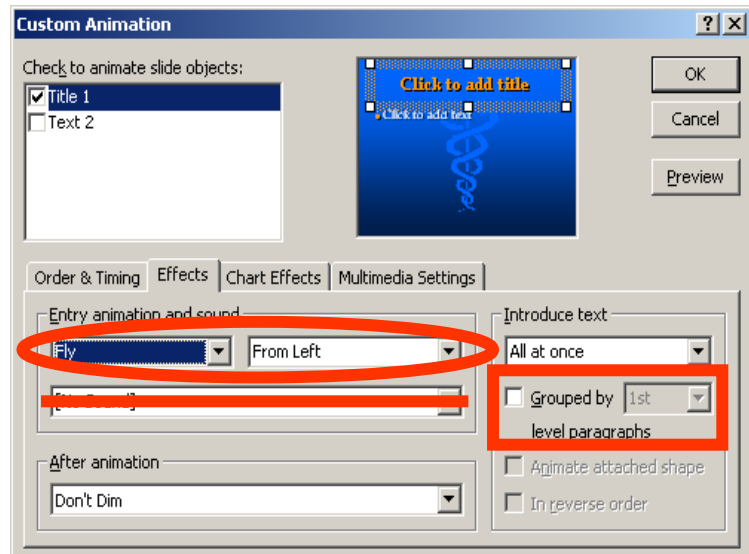 Custom Animation
Check to animate slide objects:
Title 1
Text 2
Click to add title
Click to add text
OK
Cancel
Preview
Order & Timing
Effects
Chart Effects
Multimedia Settings
Entry animation and sound
Fly
From Left
[No Sound]
After animation
Don't Dim
Introduce text
All at once
Grouped by 1st
level paragraphs
Animate attached shape
In reverse order